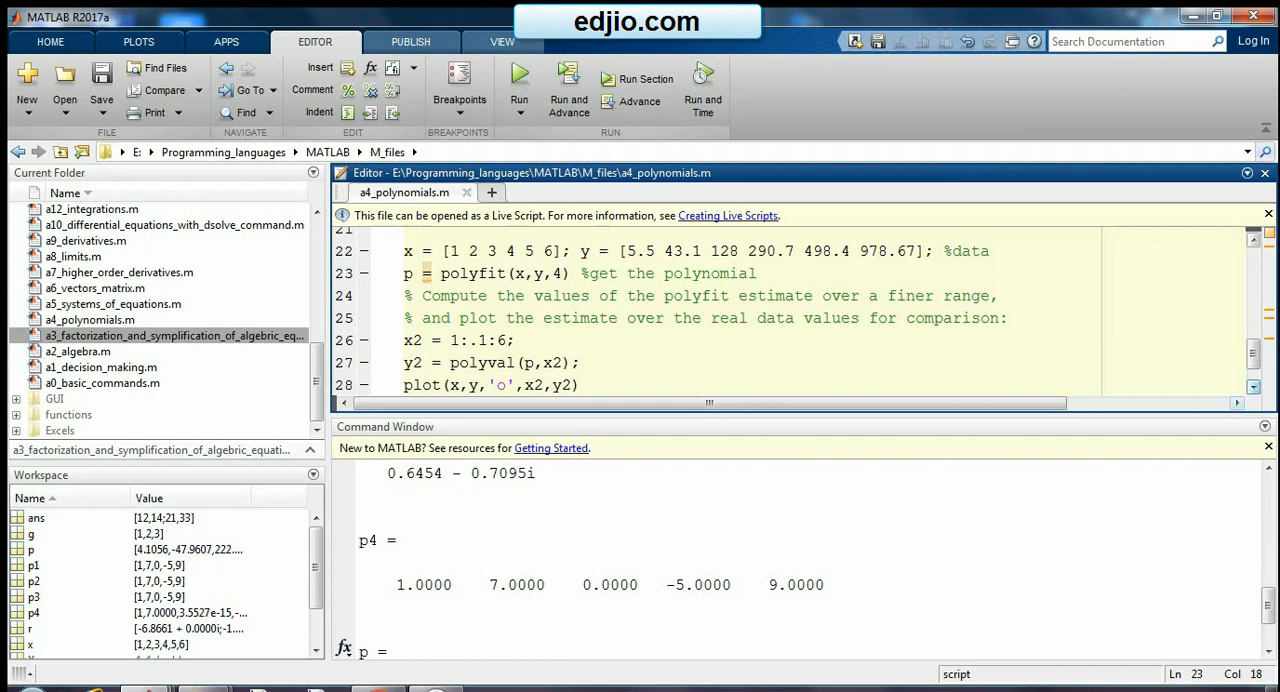 MATLAB R2017a
edjio.com
HOME PLOTS APPS EDITOR PUBLISH VIEW Search Documentation Log In
New Open Save Find Files Compare Print
Go To Find
Insert fx Comment Indent
Breakpoints Run Run and Advance Run Section Advance Run and Time
FILE NAVIGATE EDIT BREAKPOINTS RUN
E: Programming_languages MATLAB M_files
Current Folder
Name
a12_integrations.m
a10_differential_equations_with_dsolve_command.m
a9_derivatives.m
a8_limits.m
a7_higher_order_derivatives.m
a6_vectors_matrix.m
a5_systems_of_equations.m
a4_polynomials.m
a3_factorization_and_symplification_of_algebric_eq...
a2_algebra.m
a1_decision_making.m
a0_basic_commands.m
GUI
functions
Excels
a3_factorization_and_symplification_of_algebric_equati...
Workspace
Name Value
ans [12,14;21,33]
g [1,2,3]
p [4.1056,-47.9607,222....
p1 [1,7,0,-5,9]
p2 [1,7,0,-5,9]
p3 [1,7,0,-5,9]
p4 [1,7.0000,3.5527e-15,-...
r [-6.8661 + 0.0000i;-1....
x [1,2,3,4,5,6]
Editor - E:\Programming_languages\MATLAB\M_files\a4_polynomials.m
a4_polynomials.m
This file can be opened as a Live Script. For more information, see Creating Live Scripts.
21
22 x = [1 2 3 4 5 6]; y = [5.5 43.1 128 290.7 498.4 978.67]; %data
23 p = polyfit(x,y,4) %get the polynomial
24 % Compute the values of the polyfit estimate over a finer range,
25 % and plot the estimate over the real data values for comparison:
26 x2 = 1:.1:6;
27 y2 = polyval(p,x2);
28 plot(x,y,'o',x2,y2)
Command Window
New to MATLAB? See resources for Getting Started.
0.6454 - 0.7095i
p4 =
1.0000 7.0000 0.0000 -5.0000 9.0000
fx p =
script Ln 23 Col 18